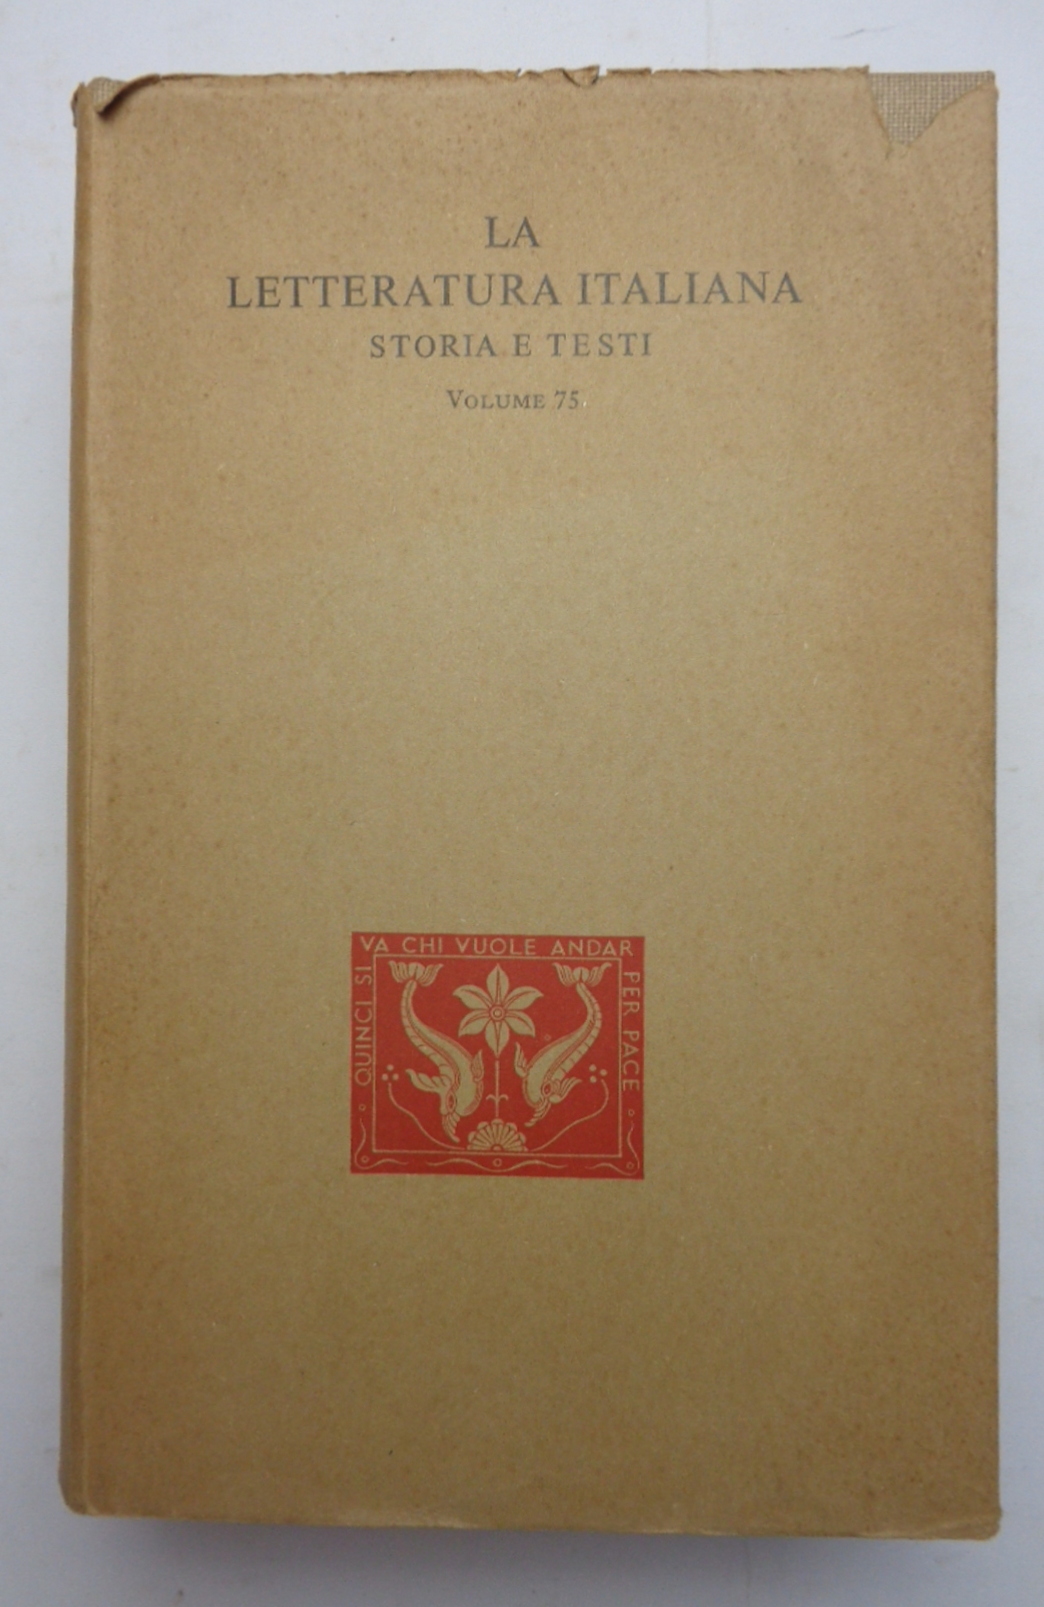 LA
LETTERATURA ITALIANA
STORIA E TESTI
VOLUME 75
QUINCI SI
VA CHI VUOLE ANDAR
PER PACE